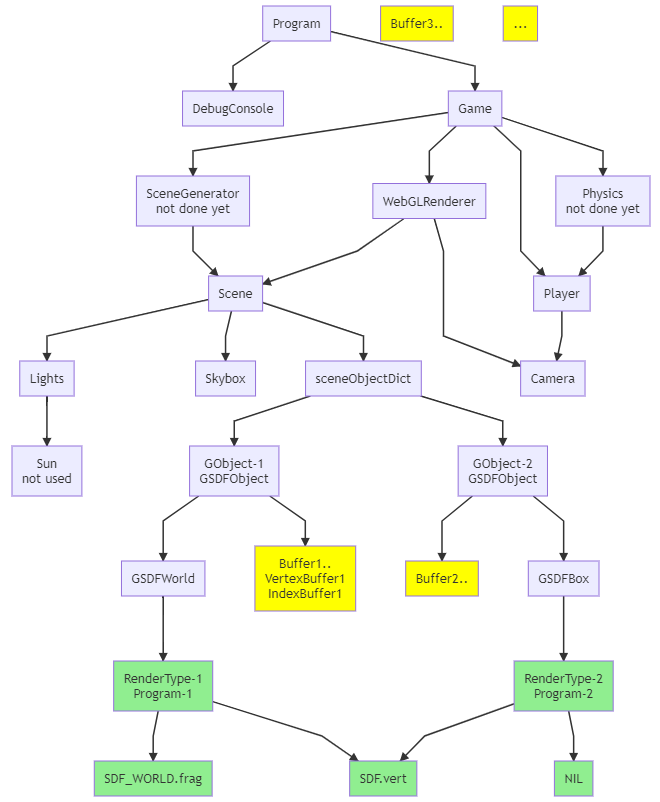 Program
Buffer3..
...
DebugConsole
Game
SceneGenerator
not done yet
WebGLRenderer
Physics
not done yet
Scene
Player
Lights
Skybox
sceneObjectDict
Camera
Sun
not used
GObject-1
GSDFObject
GObject-2
GSDFObject
GSDFWorld
Buffer1..
VertexBuffer1
IndexBuffer1
Buffer2..
GSDFBox
RenderType-1
Program-1
RenderType-2
Program-2
SDF_WORLD.frag
SDF.vert
NIL